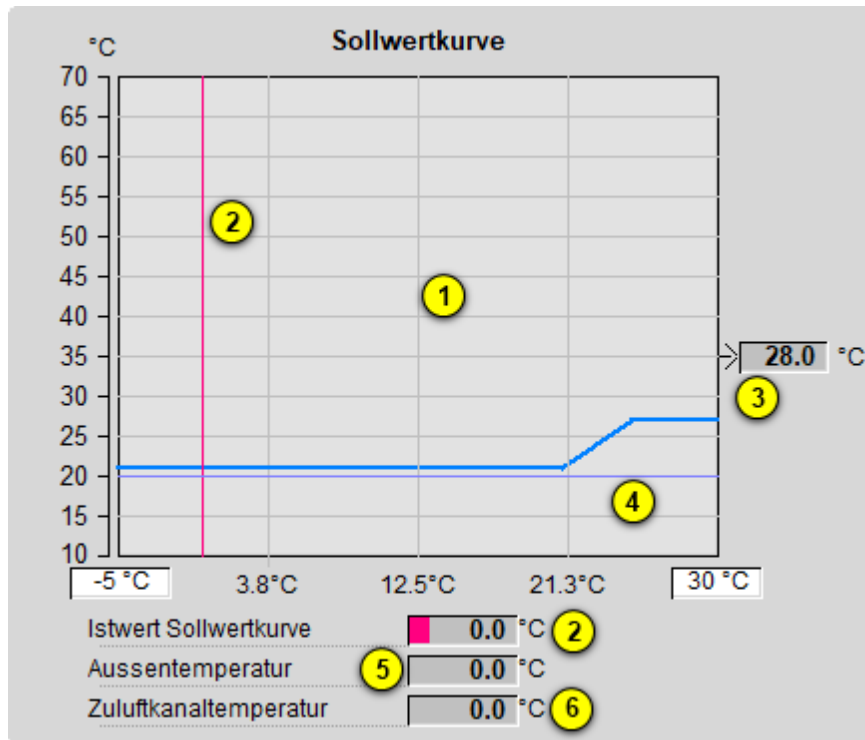 °C Sollwertkurve
70
65
60
55
50 2
45
40 1
35 28.0 °C
30 3
25
20 4
15
10
-5 °C 3.8°C 12.5°C 21.3°C 30 °C
Istwert Sollwertkurve 0.0 °C 2
Aussentemperatur 5 0.0 °C
Zuluftkanaltemperatur 0.0 °C 6